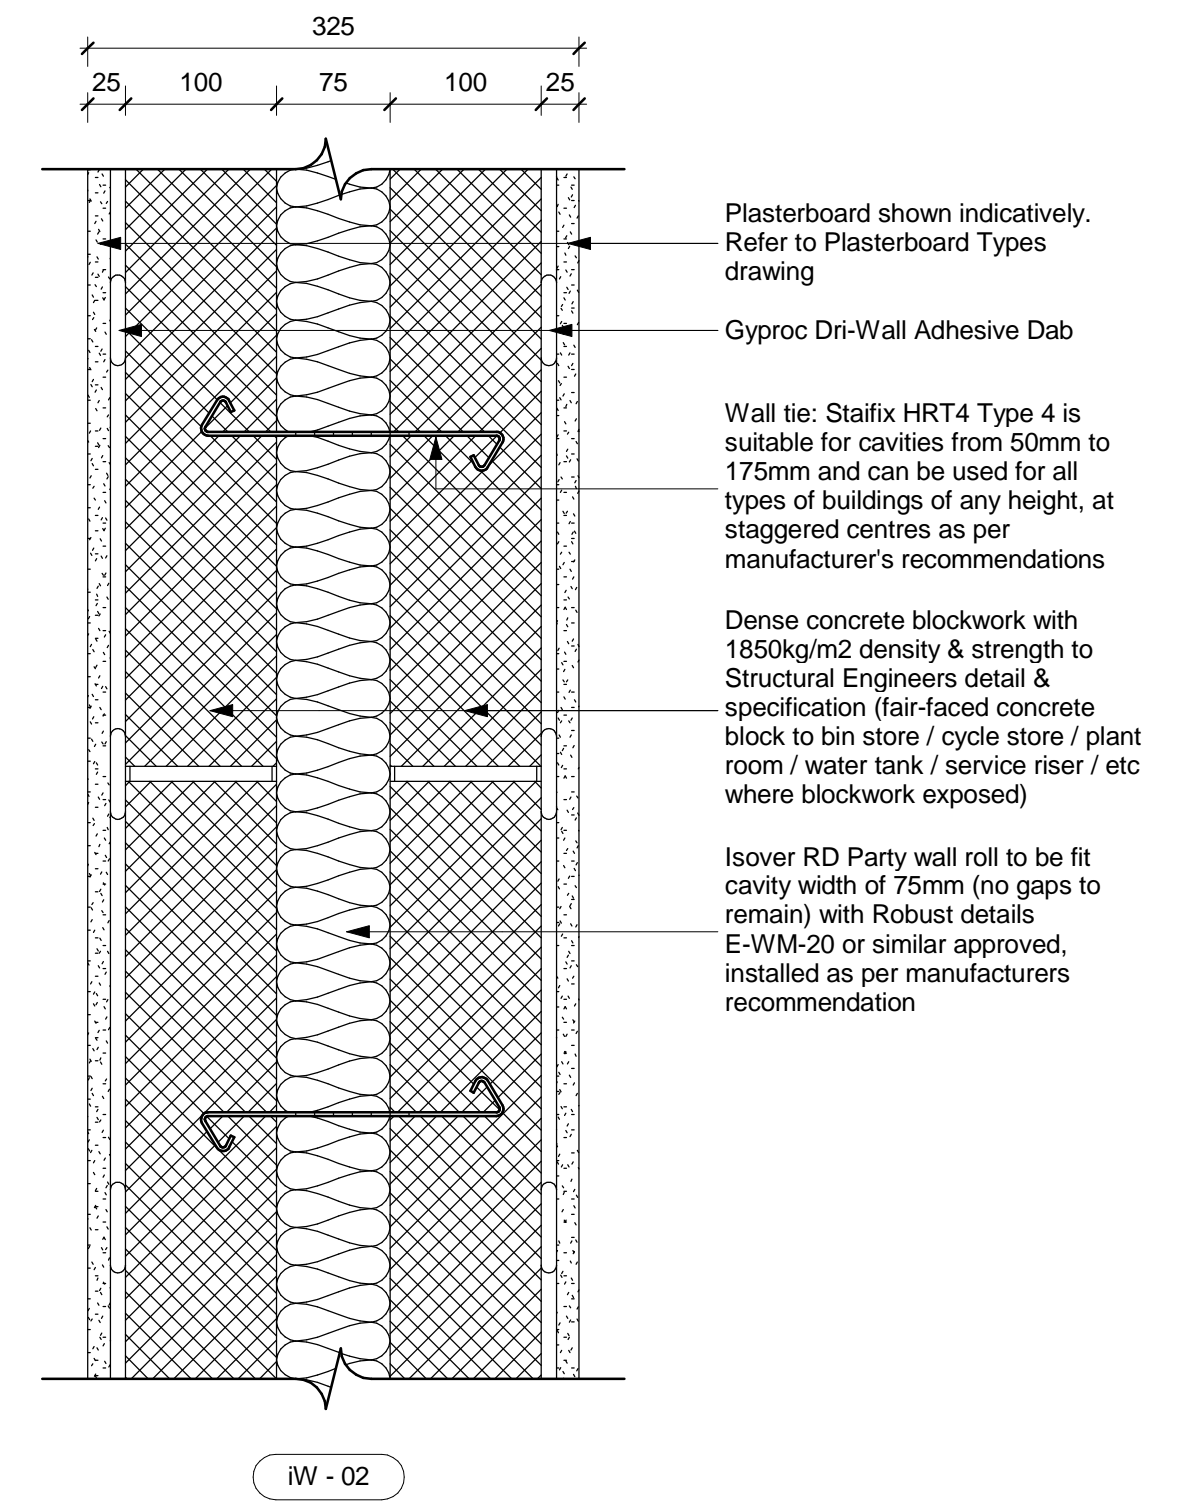 325
25 100 75 100 25
Plasterboard shown indicatively.
Refer to Plasterboard Types
drawing
Gyproc Dri-Wall Adhesive Dab
Wall tie: Staifix HRT4 Type 4 is
suitable for cavities from 50mm to
175mm and can be used for all
types of buildings of any height, at
staggered centres as per
manufacturer's recommendations
Dense concrete blockwork with
1850kg/m2 density & strength to
Structural Engineers detail &
specification (fair-faced concrete
block to bin store / cycle store / plant
room / water tank / service riser / etc
where blockwork exposed)
Isover RD Party wall roll to be fit
cavity width of 75mm (no gaps to
remain) with Robust details
E-WM-20 or similar approved,
installed as per manufacturers
recommendation
iW - 02